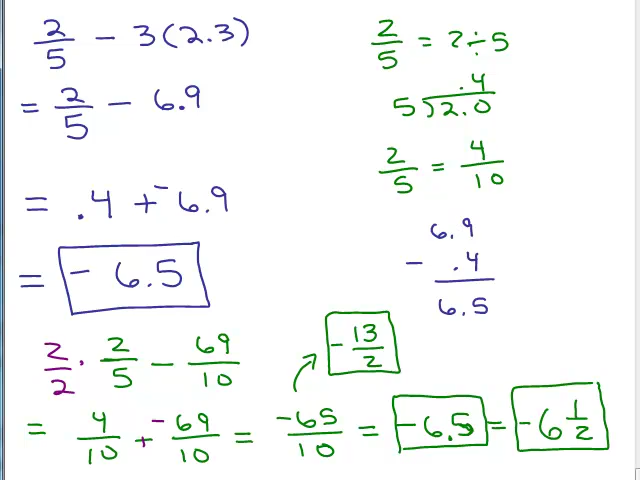 2/5 - 3(2.3)
= 2/5 - 6.9
= .4 + ⁻6.9
= - 6.5
2/5 = 2 ÷ 5
.4
5)2.0
2/5 = 4/10
6.9
- .4
6.5
- 13/2
2/2 · 2/5 - 69/10
= 4/10 + ⁻69/10 = -65/10 = -6.5 = -6 1/2